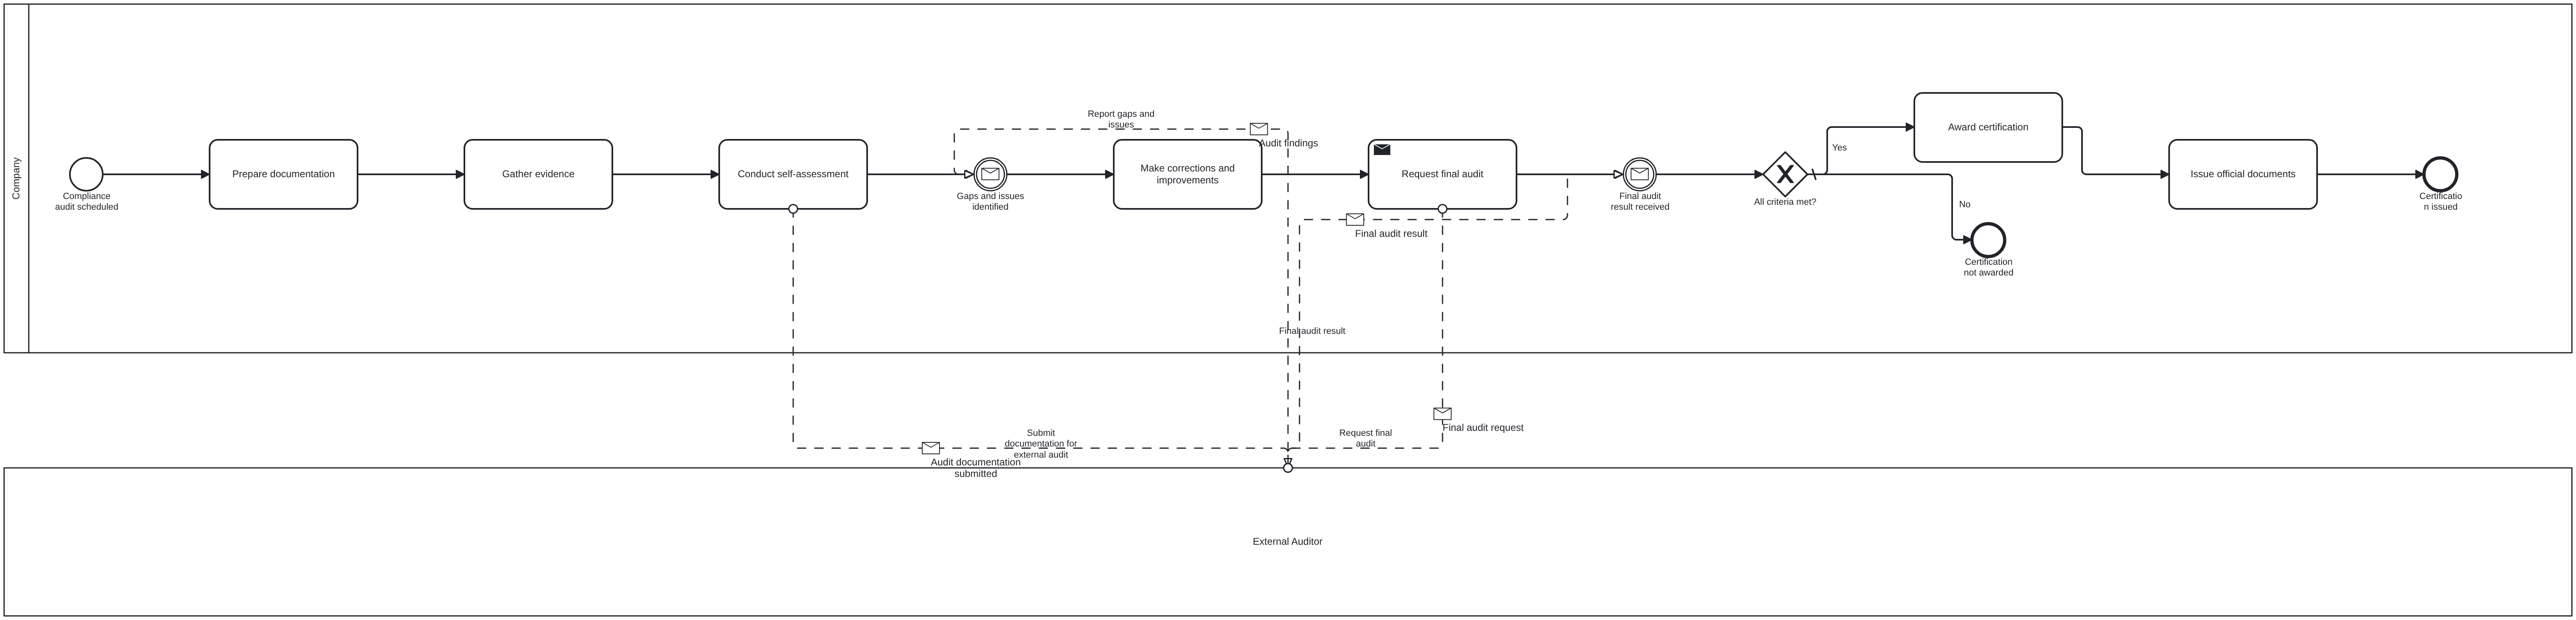 Company
Compliance
audit scheduled
Prepare documentation
Gather evidence
Conduct self-assessment
Report gaps and
issues
Audit findings
Gaps and issues
identified
Make corrections and
improvements
Request final audit
Final audit result
Final audit
result received
All criteria met?
Yes
No
Award certification
Certification
not awarded
Issue official documents
Certificatio
n issued
Final audit result
Submit
documentation for
external audit
Audit documentation
submitted
Request final
audit
Final audit request
External Auditor